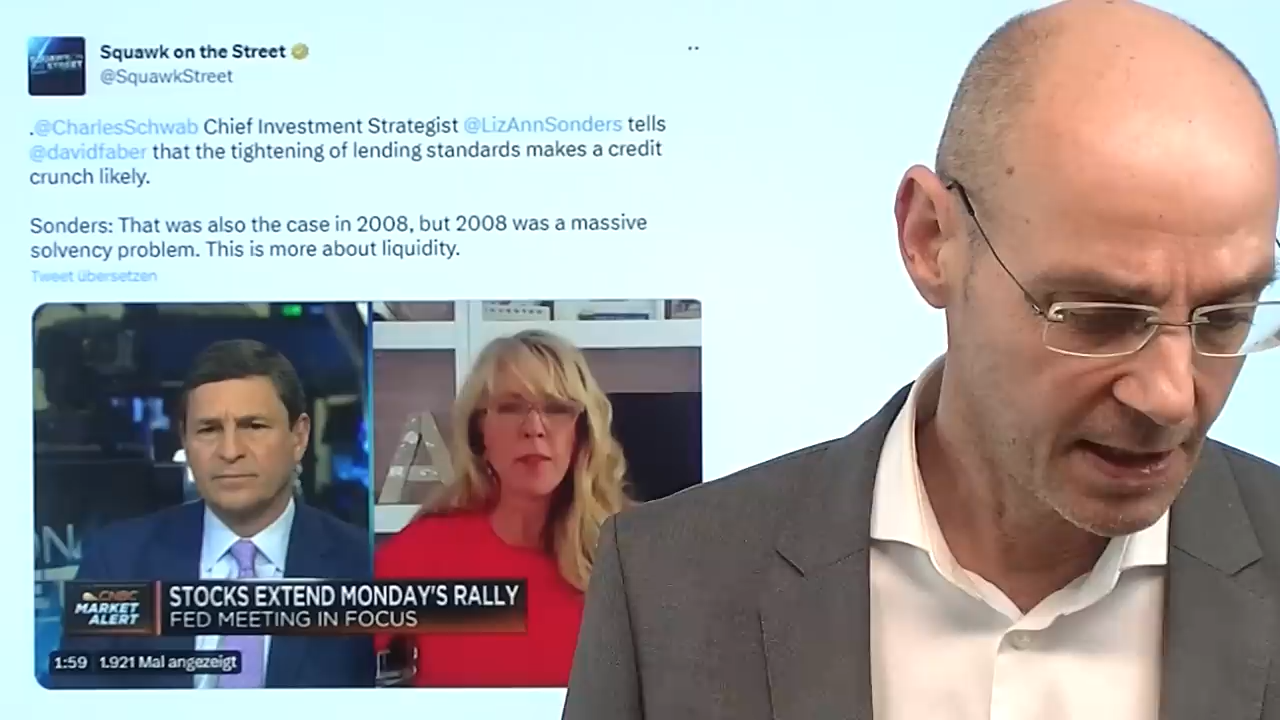 Squawk on the Street
@SquawkStreet
.@CharlesSchwab Chief Investment Strategist @LizAnnSonders tells
@davidfaber that the tightening of lending standards makes a credit
crunch likely.
Sonders: That was also the case in 2008, but 2008 was a massive
solvency problem. This is more about liquidity.
Tweet übersetzen
A
CNBC
MARKET
ALERT
STOCKS EXTEND MONDAY'S RALLY
FED MEETING IN FOCUS
1:59 1.921 Mal angezeigt